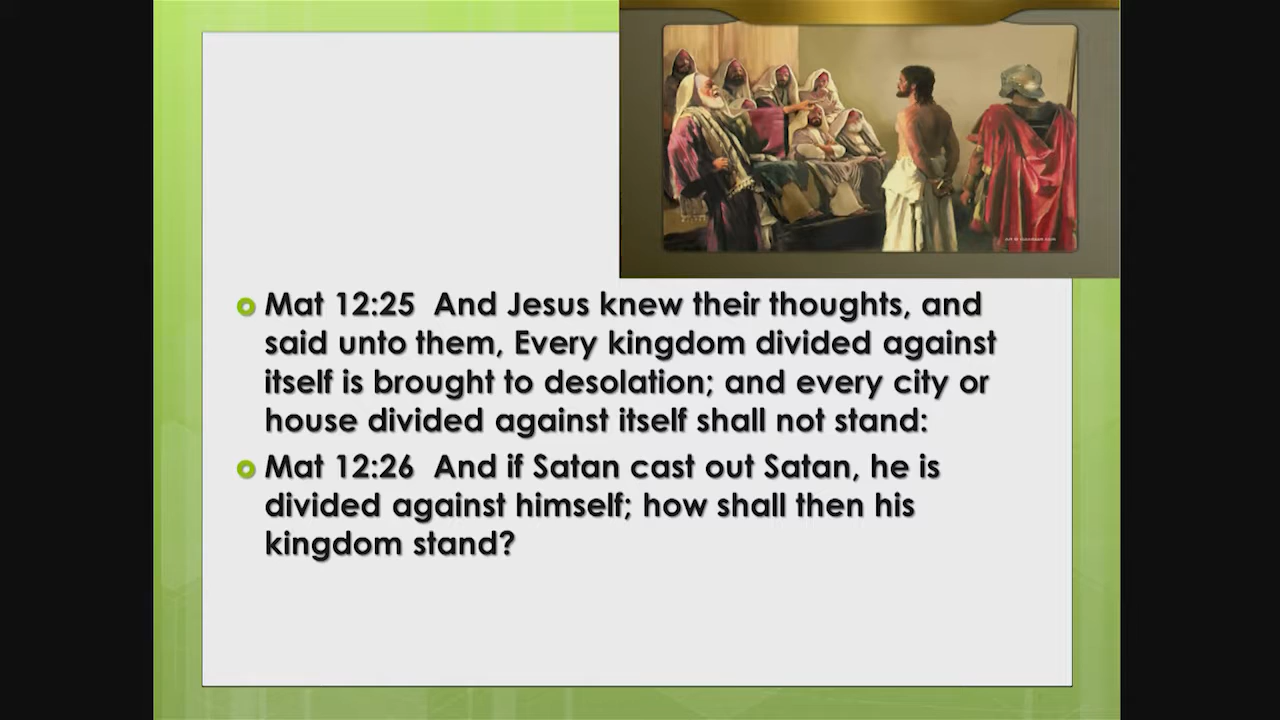 Mat 12:25 And Jesus knew their thoughts, and
said unto them, Every kingdom divided against
itself is brought to desolation; and every city or
house divided against itself shall not stand:
Mat 12:26 And if Satan cast out Satan, he is
divided against himself; how shall then his
kingdom stand?